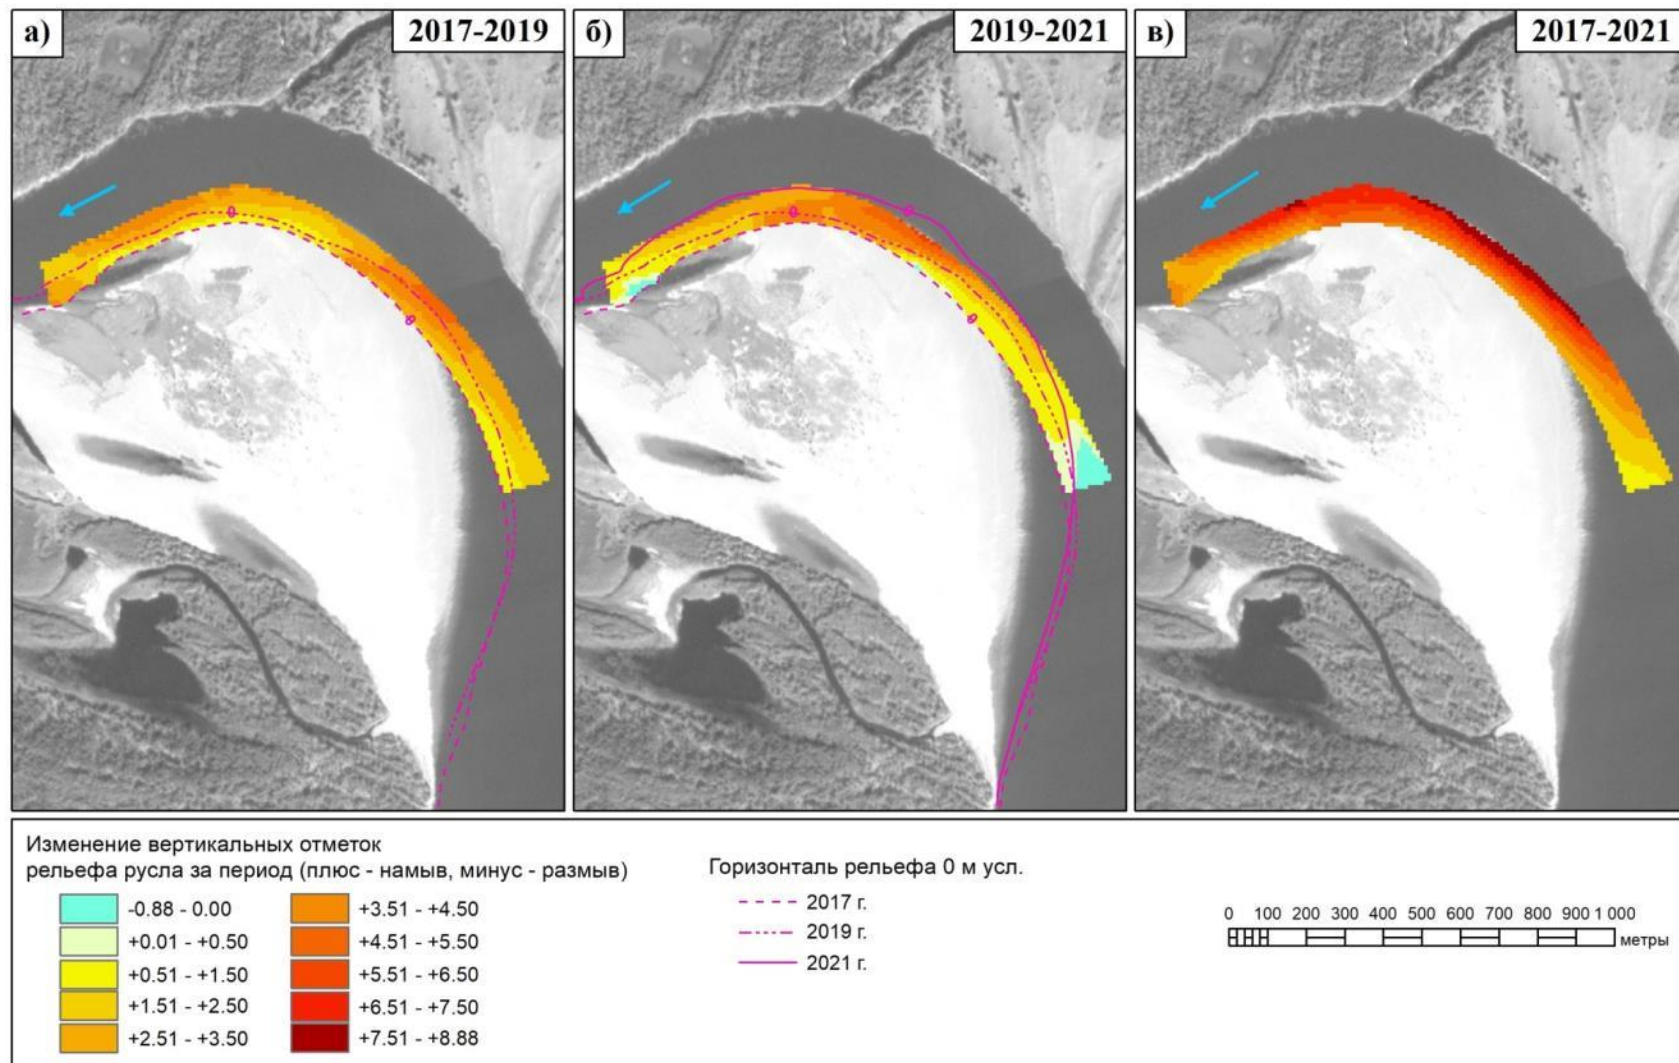 а)
2017-2019
б)
2019-2021
в)
2017-2021
0
0
0
0
0
Изменение вертикальных отметок
рельефа русла за период (плюс - намыв, минус - размыв)
-0.88 - 0.00
+0.01 - +0.50
+0.51 - +1.50
+1.51 - +2.50
+2.51 - +3.50
+3.51 - +4.50
+4.51 - +5.50
+5.51 - +6.50
+6.51 - +7.50
+7.51 - +8.88
Горизонталь рельефа 0 м усл.
2017 г.
2019 г.
2021 г.
0 100 200 300 400 500 600 700 800 900 1 000
метры